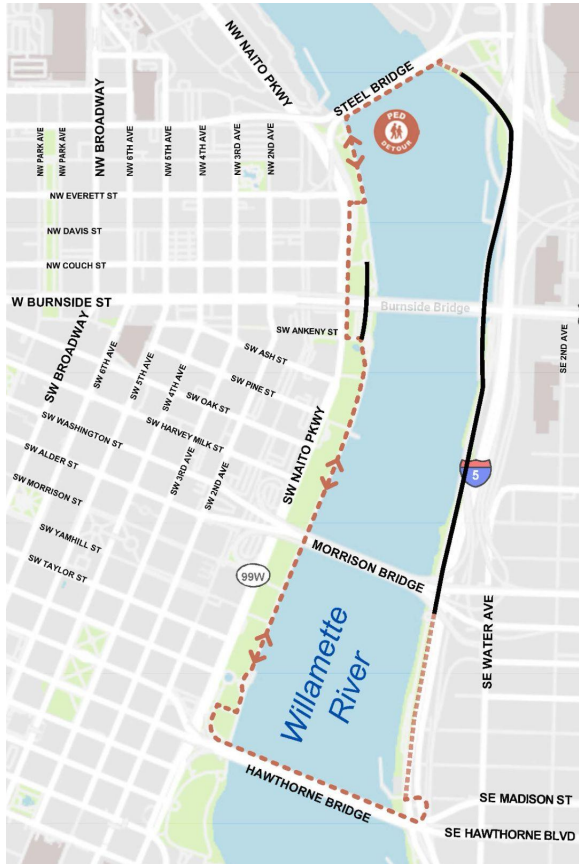 NW NAITO PKWY
STEEL BRIDGE
PED
DETOUR
NW PARK AVE
NW PARK AVE
NW BROADWAY
NW 6TH AVE
NW 5TH AVE
NW 4TH AVE
NW 3RD AVE
NW 2ND AVE
NW EVERETT ST
NW DAVIS ST
NW COUCH ST
W BURNSIDE ST
Burnside Bridge
SW ANKENY ST
SE 2ND AVE
SW BROADWAY
SW 6TH AVE
SW 5TH AVE
SW 4TH AVE
SW ASH ST
SW PINE ST
SW OAK ST
SW HARVEY MILK ST
SW WASHINGTON ST
SW ALDER ST
SW MORRISON ST
SW 3RD AVE
SW 2ND AVE
SW NAITO PKWY
5
SW YAMHILL ST
SW TAYLOR ST
99W
MORRISON BRIDGE
SE WATER AVE
Willamette
River
HAWTHORNE BRIDGE
SE MADISON ST
SE HAWTHORNE BLVD